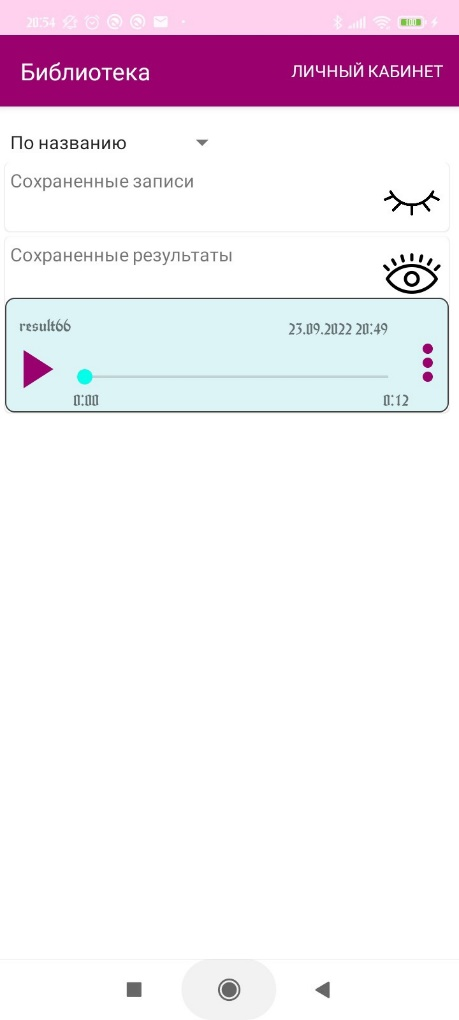 20:54
100
Библиотека
ЛИЧНЫЙ КАБИНЕТ
По названию
Сохраненные записи
Сохраненные результаты
result66
23.09.2022 20:49
0:00
0:12